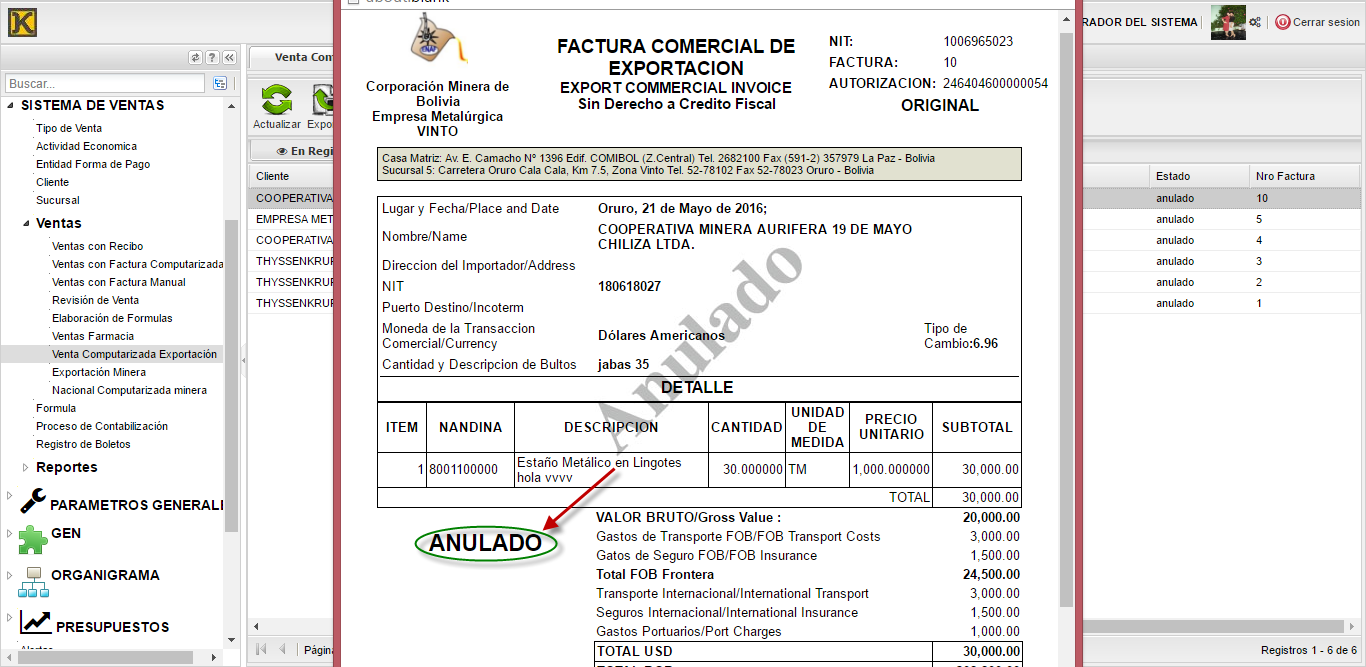 K
Buscar...
SISTEMA DE VENTAS
Tipo de Venta
Actividad Economica
Entidad Forma de Pago
Cliente
Sucursal
Ventas
Ventas con Recibo
Ventas con Factura Computarizada
Ventas con Factura Manual
Revisión de Venta
Elaboración de Formulas
Ventas Farmacia
Venta Computarizada Exportación
Exportación Minera
Nacional Computarizada minera
Formula
Proceso de Contabilización
Registro de Boletos
Reportes
PARAMETROS GENERALI
GEN
ORGANIGRAMA
PRESUPUESTOS
Venta Con
Actualizar Expor
En Regi
Cliente
COOPERATIVA
EMPRESA MET
COOPERATIVA
THYSSENKRUP
THYSSENKRUP
THYSSENKRUP
Página
ENAF
Corporación Minera de
Bolivia
Empresa Metalúrgica
VINTO
FACTURA COMERCIAL DE
EXPORTACION
EXPORT COMMERCIAL INVOICE
Sin Derecho a Credito Fiscal
NIT: 1006965023
FACTURA: 10
AUTORIZACION: 246404600000054
ORIGINAL
Casa Matriz: Av. E. Camacho Nº 1396 Edif. COMIBOL (Z.Central) Tel. 2682100 Fax (591-2) 357979 La Paz - Bolivia
Sucursal 5: Carretera Oruro Cala Cala, Km 7.5, Zona Vinto Tel. 52-78102 Fax 52-78023 Oruro - Bolivia
Lugar y Fecha/Place and Date Oruro, 21 de Mayo de 2016;
Nombre/Name COOPERATIVA MINERA AURIFERA 19 DE MAYO
CHILIZA LTDA.
Direccion del Importador/Address
NIT 180618027
Puerto Destino/Incoterm
Moneda de la Transaccion
Comercial/Currency Dólares Americanos
Tipo de
Cambio:6.96
Cantidad y Descripcion de Bultos jabas 35
Anulado
DETALLE
ITEM NANDINA DESCRIPCION CANTIDAD UNIDAD DE MEDIDA PRECIO UNITARIO SUBTOTAL
1 8001100000 Estaño Metálico en Lingotes hola vvvv 30.000000 TM 1,000.000000 30,000.00
TOTAL 30,000.00
ANULADO
VALOR BRUTO/Gross Value : 20,000.00
Gastos de Transporte FOB/FOB Transport Costs 3,000.00
Gatos de Seguro FOB/FOB Insurance 1,500.00
Total FOB Frontera 24,500.00
Transporte Internacional/International Transport 3,000.00
Seguros Internacional/International Insurance 1,500.00
Gastos Portuarios/Port Charges 1,000.00
TOTAL USD 30,000.00
RADOR DEL SISTEMA
Cerrar sesion
Estado Nro Factura
anulado 10
anulado 5
anulado 4
anulado 3
anulado 2
anulado 1
Registros 1 - 6 de 6